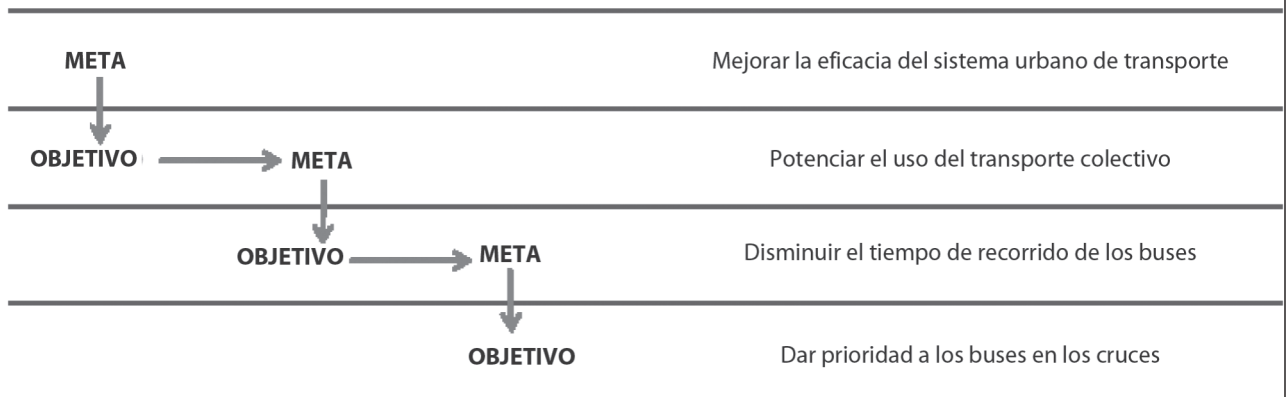 META Mejorar la eficacia del sistema urbano de transporte
OBJETIVO META Potenciar el uso del transporte colectivo
OBJETIVO META Disminuir el tiempo de recorrido de los buses
OBJETIVO Dar prioridad a los buses en los cruces